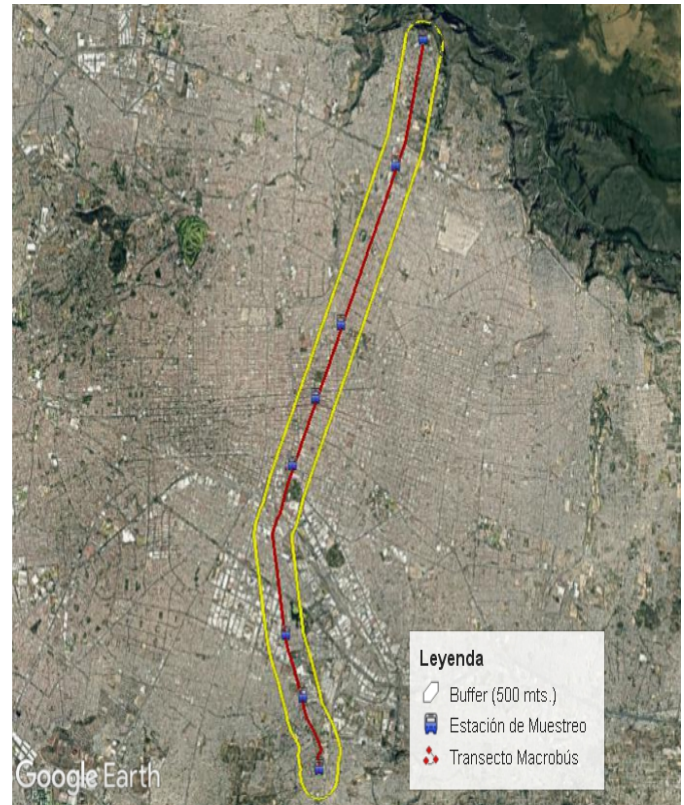 Leyenda
Buffer (500 mts.)
Estación de Muestreo
Transecto Macrobús
Google Earth